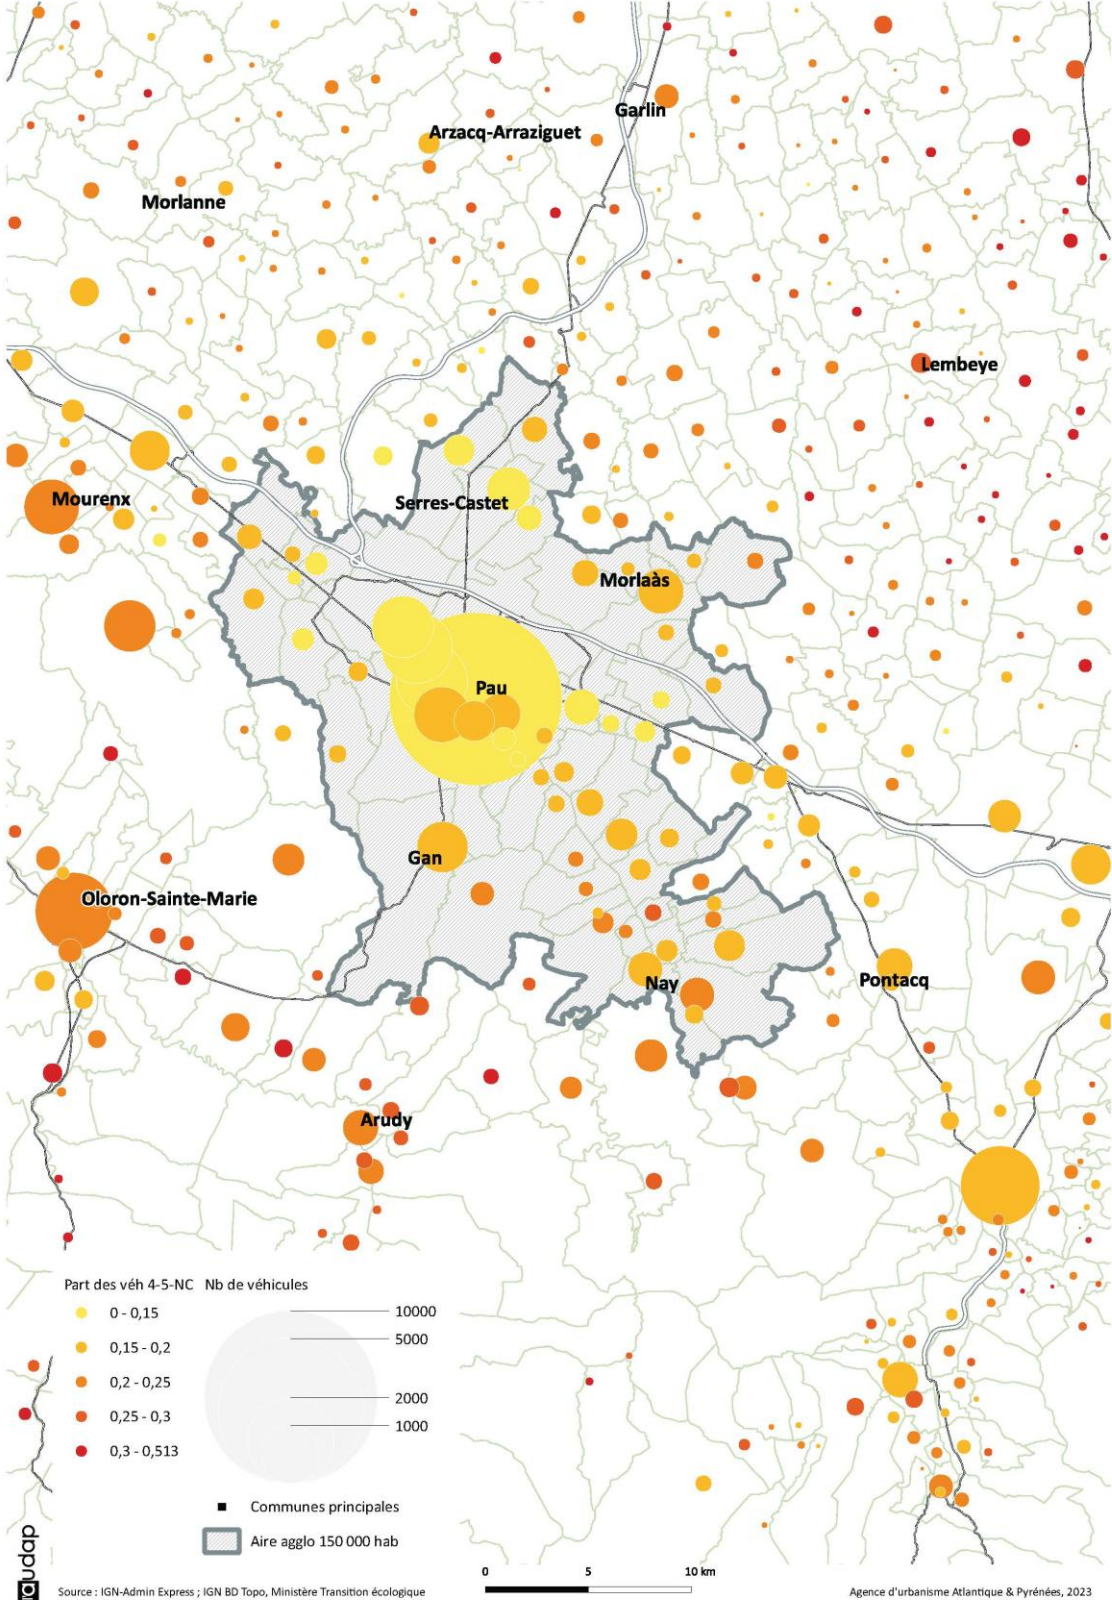 Garlin
Arzacq-Arraziguet
Morlanne
Lembeye
Mourenx
Serres-Castet
Morlaàs
Pau
Gan
Oloron-Sainte-Marie
Nay
Pontacq
Arudy
Part des véh 4-5-NC Nb de véhicules
0 - 0,15
0,15 - 0,2
0,2 - 0,25
0,25 - 0,3
0,3 - 0,513
10000
5000
2000
1000
Communes principales
Aire agglo 150 000 hab
audap
Source : IGN-Admin Express ; IGN BD Topo, Ministère Transition écologique
0 5 10 km
Agence d'urbanisme Atlantique & Pyrénées, 2023